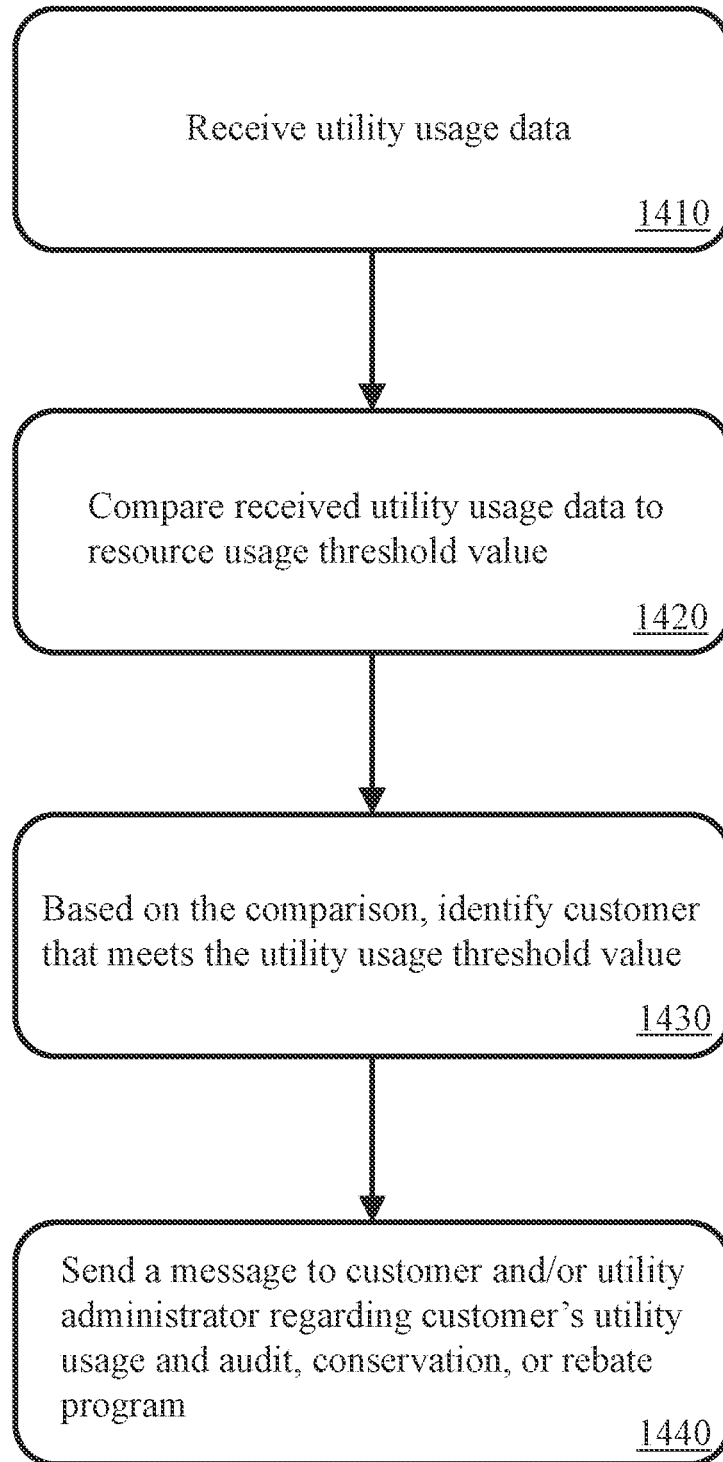 Receive utility usage data
1410
Compare received utility usage data to
resource usage threshold value
1420
Based on the comparison, identify customer
that meets the utility usage threshold value
1430
Send a message to customer and/or utility
administrator regarding customer's utility
usage and audit, conservation, or rebate
program
1440